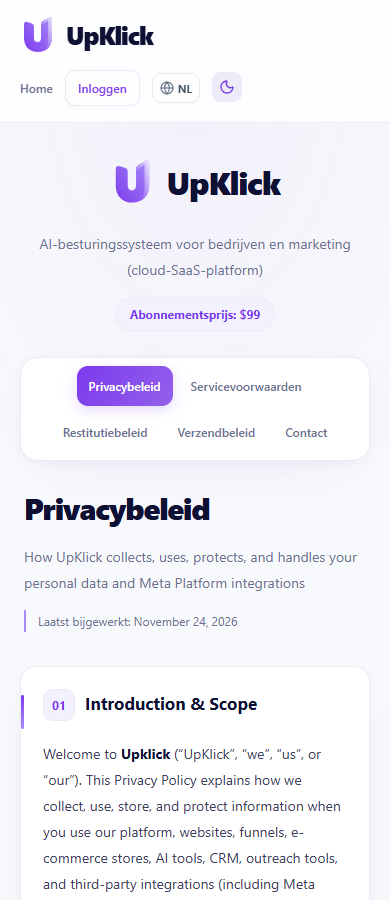 UpKlick
Home
Inloggen
NL
UpKlick
AI-besturingssysteem voor bedrijven en marketing
(cloud-SaaS-platform)
Abonnementsprijs: $99
Privacybeleid
Servicevoorwaarden
Restitutiebeleid
Verzendbeleid
Contact
Privacybeleid
How UpKlick collects, uses, protects, and handles your
personal data and Meta Platform integrations
Laatst bijgewerkt: November 24, 2026
01
Introduction & Scope
Welcome to Upklick (“UpKlick”, “we”, “us”, or
“our”). This Privacy Policy explains how we
collect, use, store, and protect information when
you use our platform, websites, funnels, e-
commerce stores, AI tools, CRM, outreach tools,
and third-party integrations (including Meta